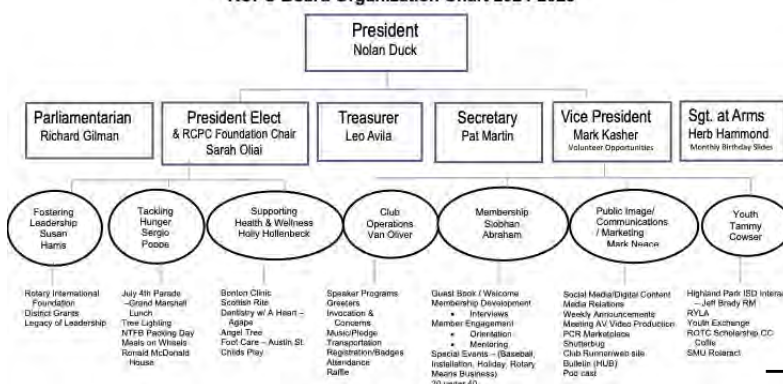 President
Nolan Duck
Parliamentarian
Richard Gilman
President Elect
& RCPC Foundation Chair
Sarah Oliai
Treasurer
Leo Avila
Secretary
Pat Martin
Vice President
Mark Kasher
Volunteer Opportunities
Sgt. at Arms
Herb Hammond
Monthly Birthday Slides
Fostering
Leadership
Susan
Harris
Tackling
Hunger
Sergio
Poppe
Supporting
Health & Wellness
Holly Hollenbeck
Club
Operations
Van Oliver
Membership
Siobhan
Abraham
Public Image/
Communications
/ Marketing
Mark Neace
Youth
Tammy
Cowser
Rotary International
Foundation
District Grants
Legacy of Leadership
July 4th Parade
–Grand Marshall
Lunch
Tree Lighting
NTFB Packing Day
Meals on Wheels
Ronald McDonald
House
Benton Clinic
Scottish Rite
Dentistry w/ A Heart –
Agape
Angel Tree
Foot Care – Austin St.
Childs Play
Speaker Programs
Greeters
Invocation &
Concerns
Music/Pledge
Transportation
Registration/Badges
Attendance
Raffle
Guest Book / Welcome
Membership Development
• Interviews
Member Engagement
• Orientation
• Mentoring
Special Events – (Baseball,
Installation, Holiday, Rotary
Means Business)
Social Media/Digital Content
Media Relations
Weekly Announcements
Meeting AV Video Production
PCR Marketplace
Shutterbug
Club Runner/web site
Bulletin (HUB)
Pod cast
Highland Park ISD Intera
– Jeff Brady RM
RYLA
Youth Exchange
ROTC Scholarship CC
SMU Rotaract